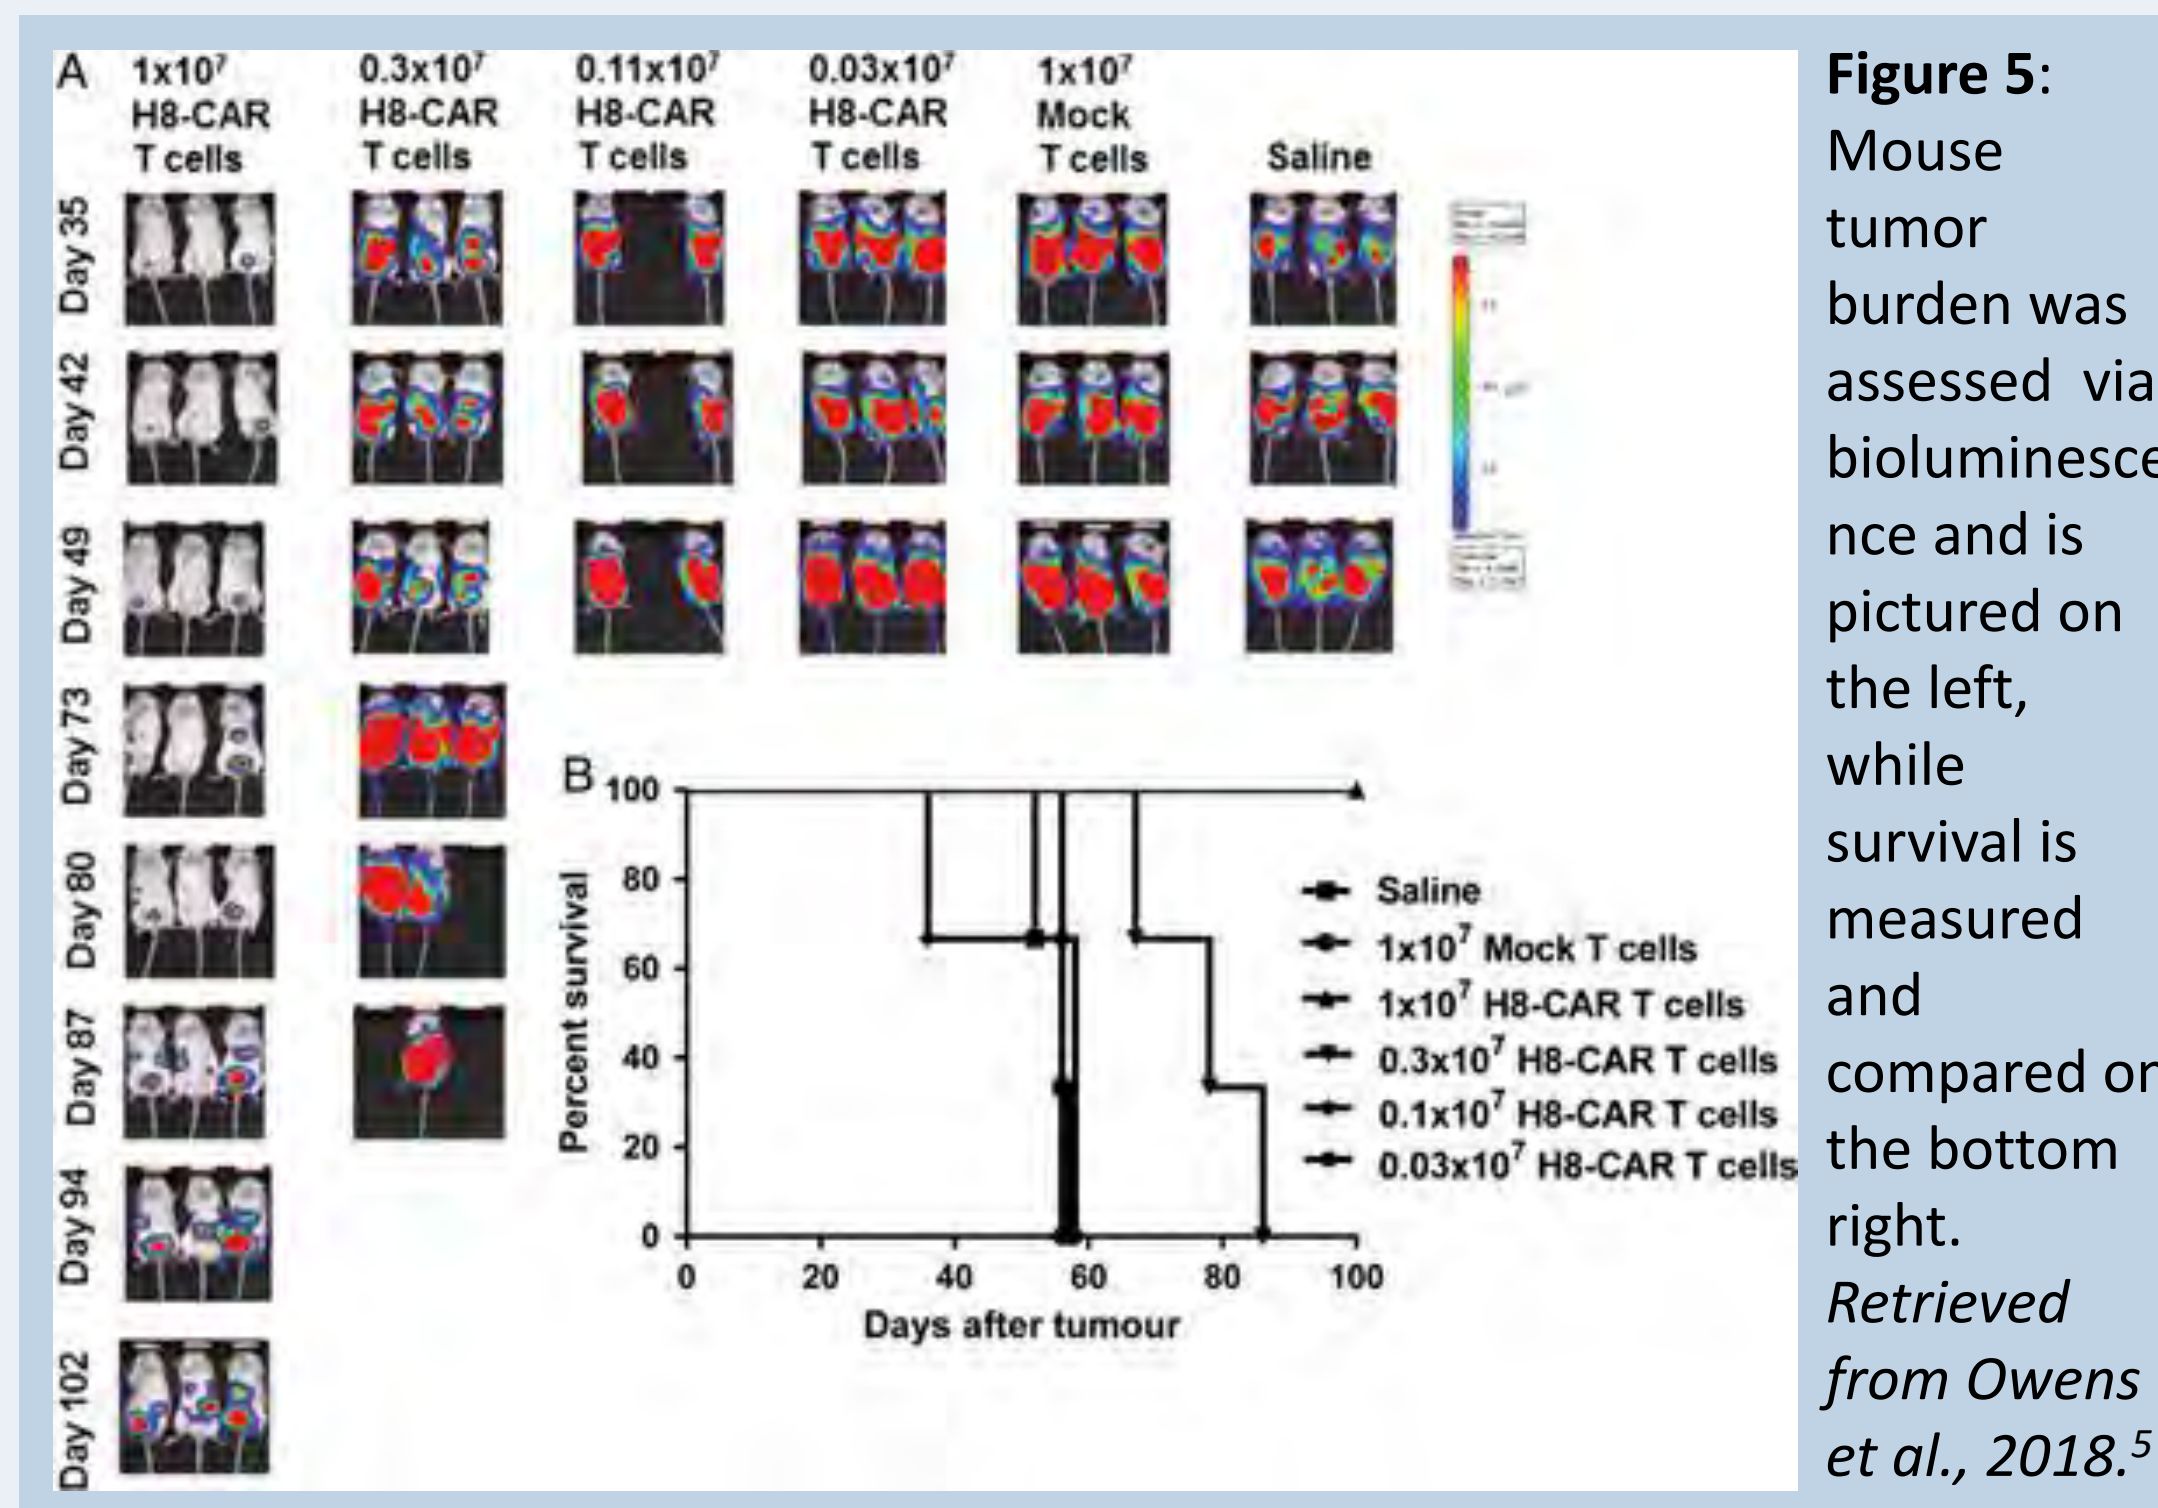 A
1x10⁷
H8-CAR
T cells
0.3x10⁷
H8-CAR
T cells
0.11x10⁷
H8-CAR
T cells
0.03x10⁷
H8-CAR
T cells
1x10⁷
Mock
T cells
Saline
Day 35
Day 42
Day 49
Day 73
Day 80
Day 87
Day 94
Day 102
B
100
80
60
40
20
0
Percent survival
0 20 40 60 80 100
Days after tumour
Saline
1x10⁷ Mock T cells
1x10⁷ H8-CAR T cells
0.3x10⁷ H8-CAR T cells
0.1x10⁷ H8-CAR T cells
0.03x10⁷ H8-CAR T cells
Figure 5:
Mouse
tumor
burden was
assessed via
bioluminesce
nce and is
pictured on
the left,
while
survival is
measured
and
compared on
the bottom
right.
Retrieved
from Owens
et al., 2018.⁵